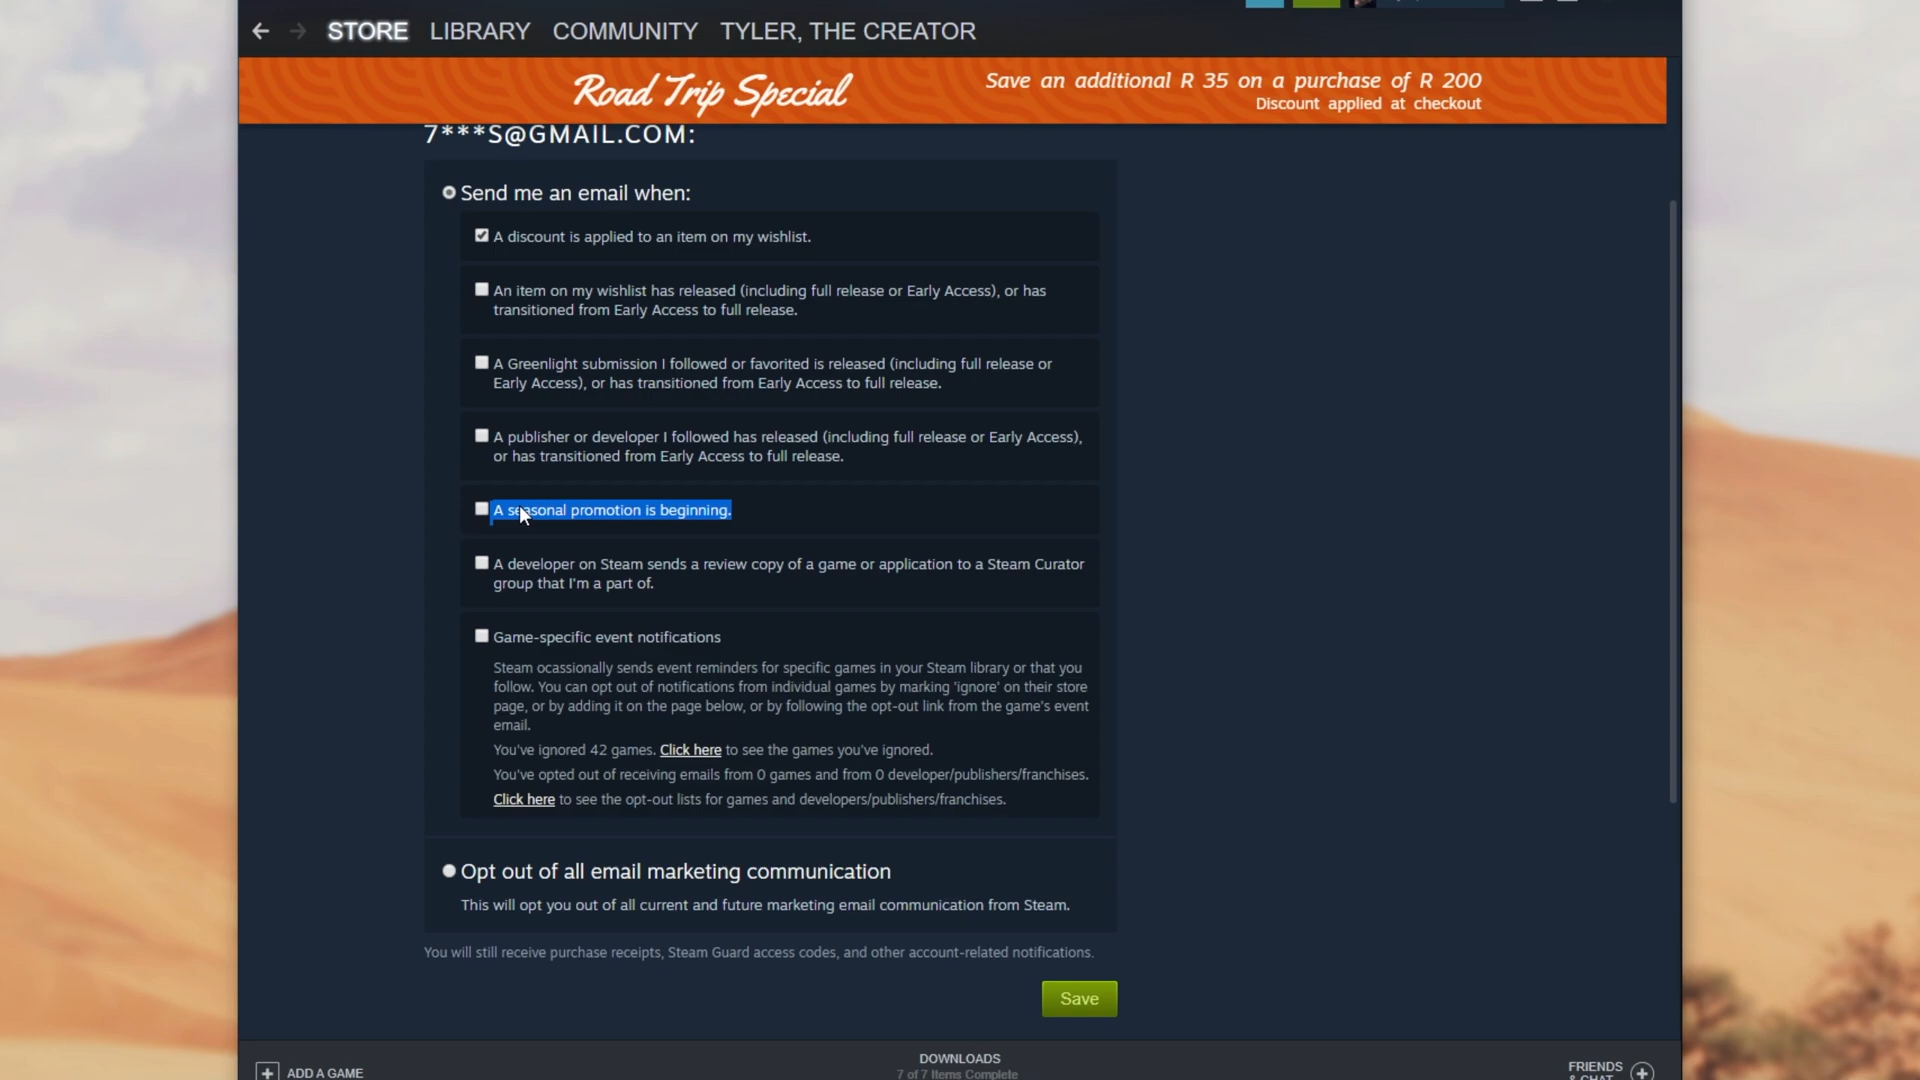 STORE LIBRARY COMMUNITY TYLER, THE CREATOR
Road Trip Special
Save an additional R 35 on a purchase of R 200
Discount applied at checkout
7***S@GMAIL.COM:
Send me an email when:
A discount is applied to an item on my wishlist.
An item on my wishlist has released (including full release or Early Access), or has
transitioned from Early Access to full release.
A Greenlight submission I followed or favorited is released (including full release or
Early Access), or has transitioned from Early Access to full release.
A publisher or developer I followed has released (including full release or Early Access),
or has transitioned from Early Access to full release.
A seasonal promotion is beginning.
A developer on Steam sends a review copy of a game or application to a Steam Curator
group that I'm a part of.
Game-specific event notifications
Steam ocassionally sends event reminders for specific games in your Steam library or that you
follow. You can opt out of notifications from individual games by marking 'ignore' on their store
page, or by adding it on the page below, or by following the opt-out link from the game's event
email.
You've ignored 42 games. Click here to see the games you've ignored.
You've opted out of receiving emails from 0 games and from 0 developer/publishers/franchises.
Click here to see the opt-out lists for games and developers/publishers/franchises.
Opt out of all email marketing communication
This will opt you out of all current and future marketing email communication from Steam.
You will still receive purchase receipts, Steam Guard access codes, and other account-related notifications.
Save
ADD A GAME
DOWNLOADS
7 of 7 Items Complete
FRIENDS
& CHAT